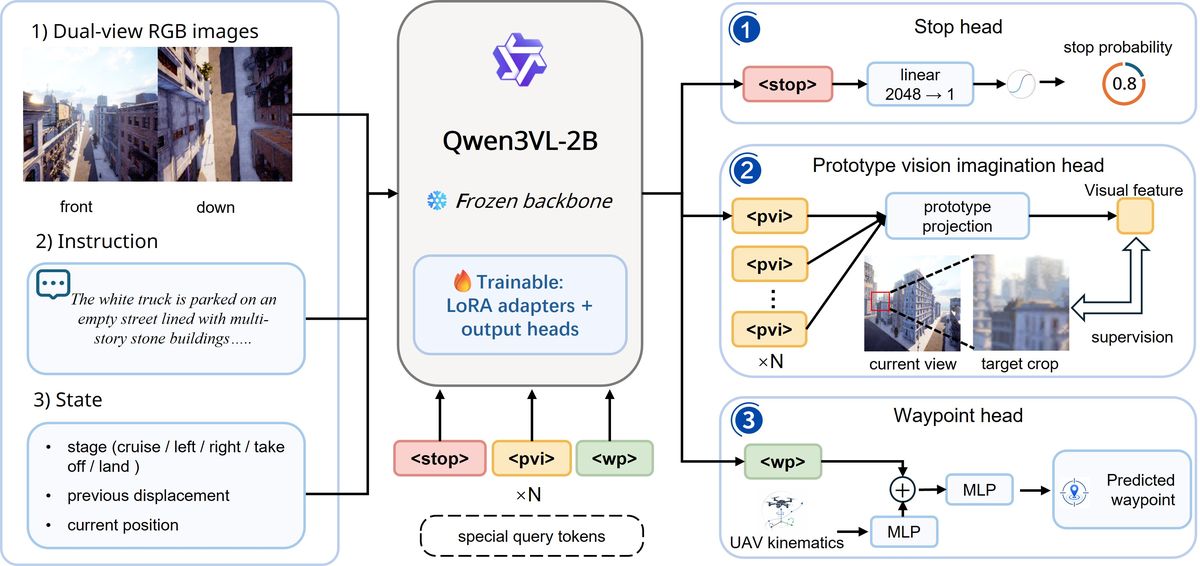 1) Dual-view RGB images
front
down
2) Instruction
The white truck is parked on an
empty street lined with multi-
story stone buildings…..
3) State
• stage (cruise / left / right / take
off / land )
• previous displacement
• current position
Qwen3VL-2B
Frozen backbone
Trainable:
LoRA adapters +
output heads
<stop>
<pvi>
<wp>
×N
special query tokens
1
Stop head
<stop>
linear
2048 → 1
stop probability
0.8
2
Prototype vision imagination head
<pvi>
<pvi>
<pvi>
×N
prototype
projection
Visual feature
current view
target crop
supervision
3
Waypoint head
<wp>
UAV kinematics
MLP
MLP
Predicted
waypoint